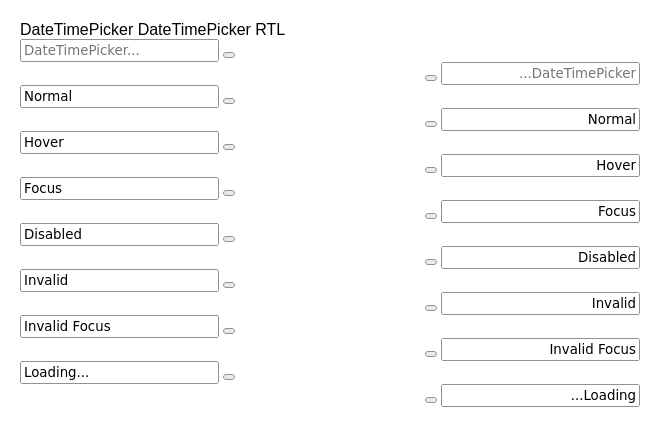 DateTimePicker DateTimePicker RTL
DateTimePicker...
...DateTimePicker
Normal
Normal
Hover
Hover
Focus
Focus
Disabled
Disabled
Invalid
Invalid
Invalid Focus
Invalid Focus
Loading...
...Loading